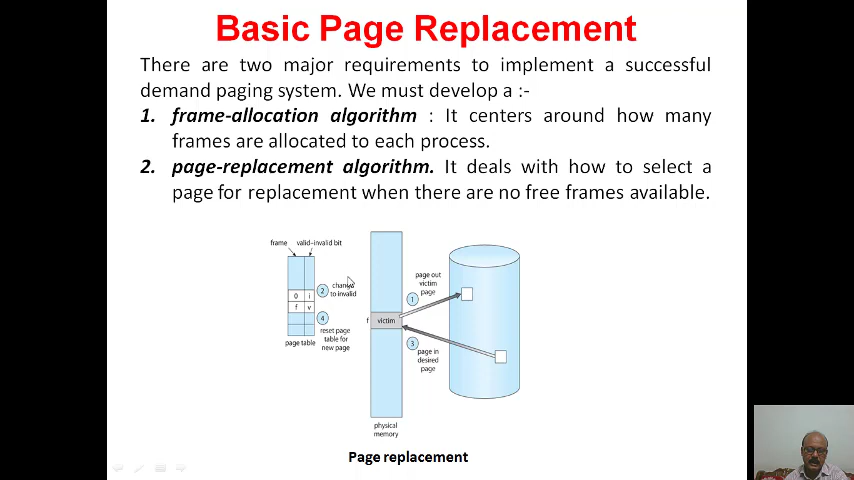 Basic Page Replacement
There are two major requirements to implement a successful
demand paging system. We must develop a :-
1. frame-allocation algorithm : It centers around how many
frames are allocated to each process.
2. page-replacement algorithm. It deals with how to select a
page for replacement when there are no free frames available.
frame valid–invalid bit
0 i
f v
page table
2 change
to invalid
4
reset page
table for
new page
f victim
physical
memory
page out
victim
page
1
3
page in
desired
page
Page replacement